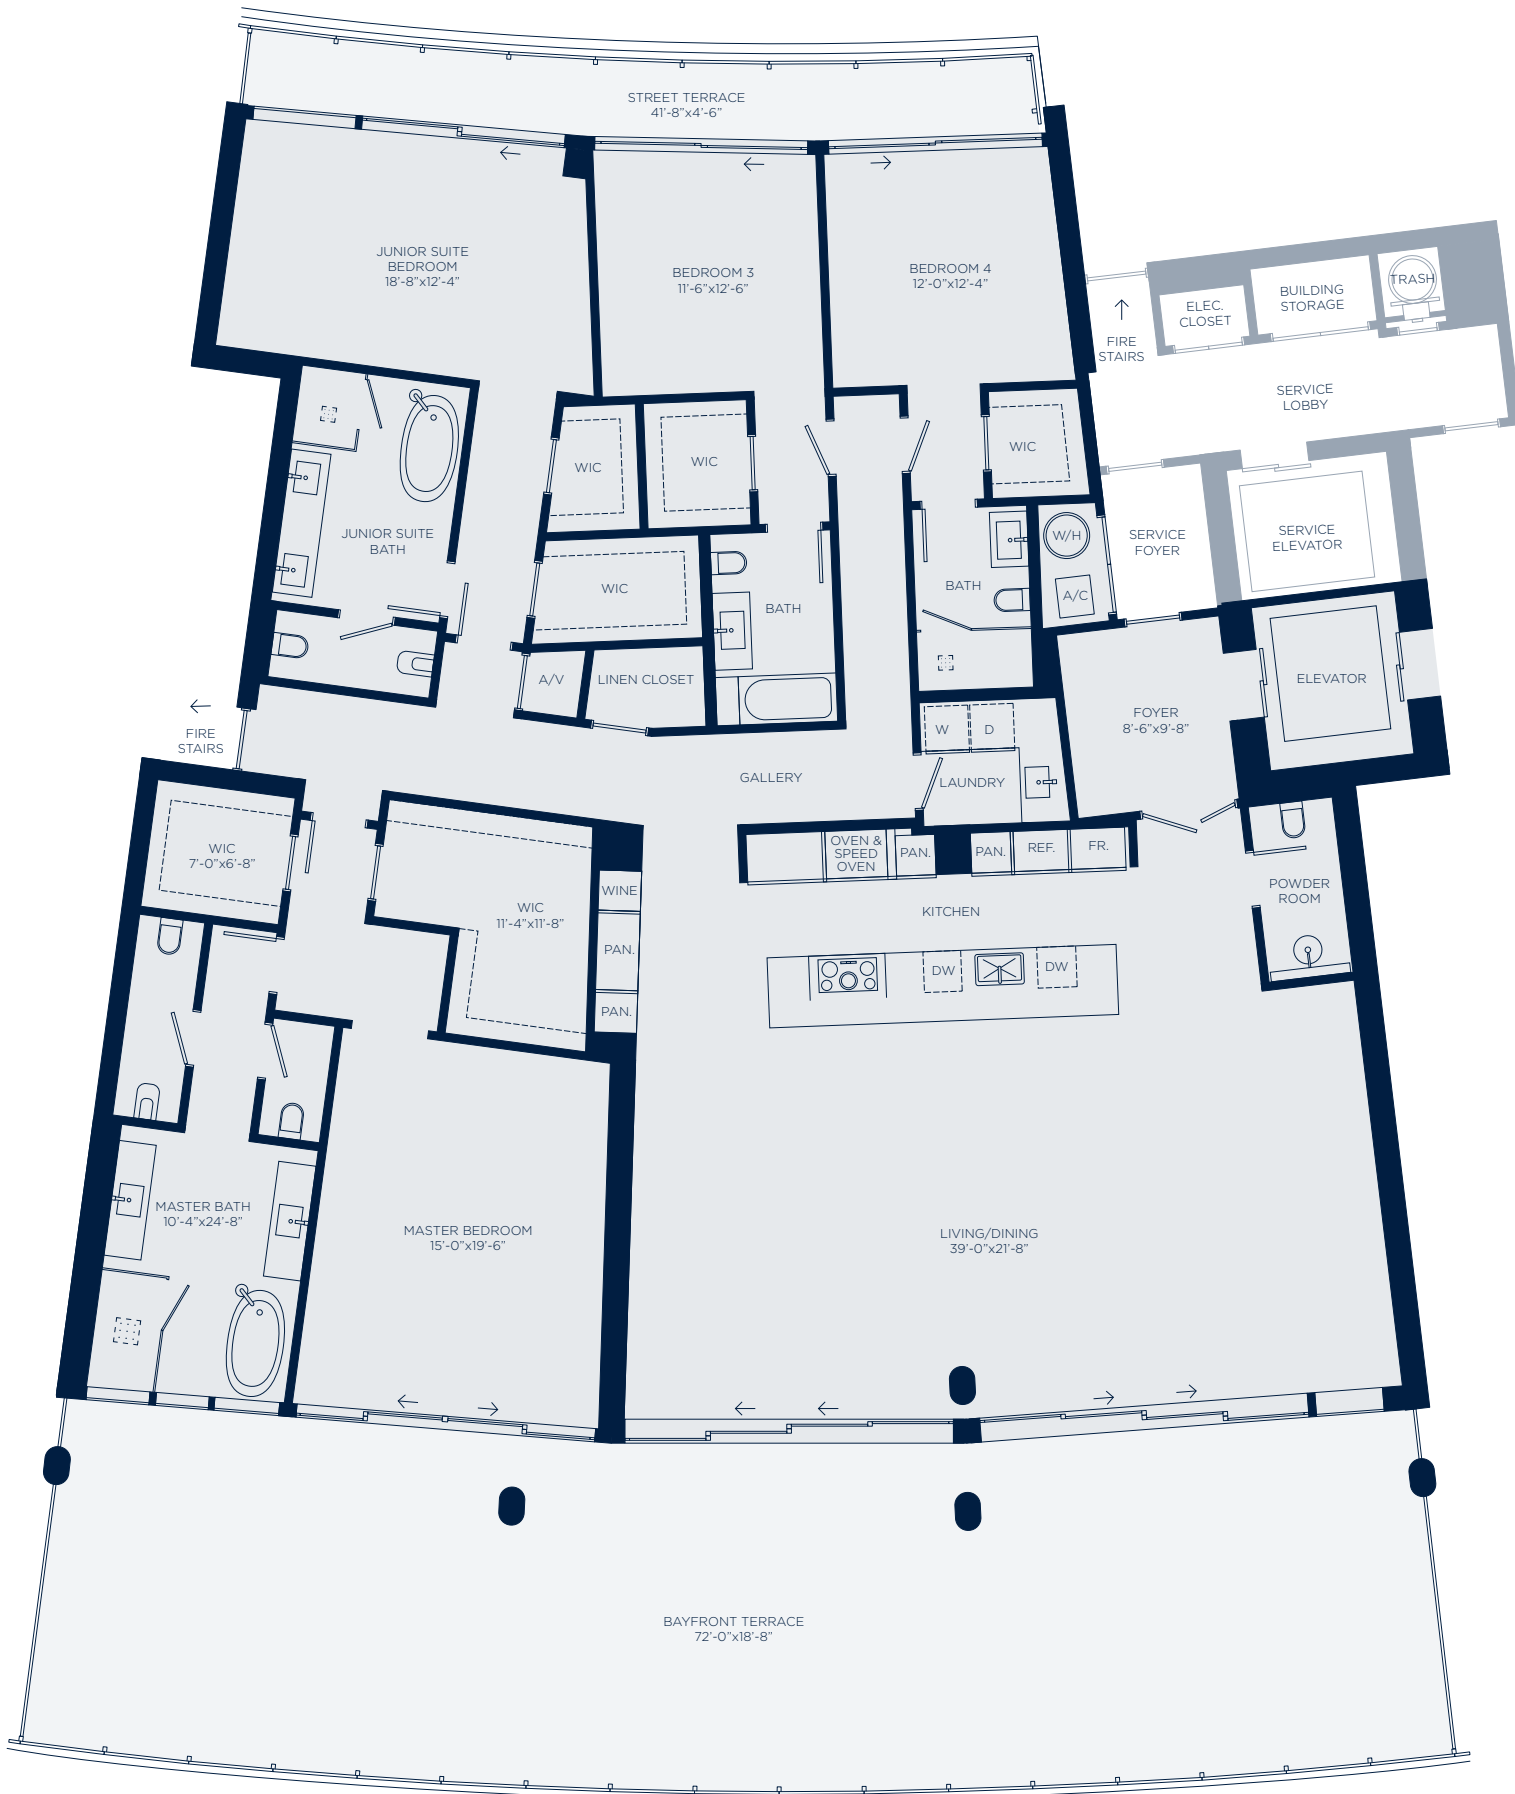 STREET TERRACE
41'-8"x4'-6"
JUNIOR SUITE
BEDROOM
18'-8"x12'-4"
BEDROOM 3
11'-6"x12'-6"
BEDROOM 4
12'-0"x12'-4"
TRASH
BUILDING
STORAGE
ELEC.
CLOSET
FIRE
STAIRS
SERVICE
LOBBY
WIC
WIC
WIC
JUNIOR SUITE
BATH
WIC
BATH
BATH
W/H
A/C
SERVICE
FOYER
SERVICE
ELEVATOR
A/V
LINEN CLOSET
ELEVATOR
FOYER
8'-6"x9'-8"
FIRE
STAIRS
W
D
GALLERY
LAUNDRY
WIC
7'-0"x6'-8"
OVEN &
SPEED
OVEN
PAN.
PAN.
REF.
FR.
WINE
POWDER
ROOM
WIC
11'-4"x11'-8"
KITCHEN
PAN.
DW
DW
PAN.
MASTER BATH
10'-4"x24'-8"
MASTER BEDROOM
15'-0"x19'-6"
LIVING/DINING
39'-0"x21'-8"
BAYFRONT TERRACE
72'-0"x18'-8"